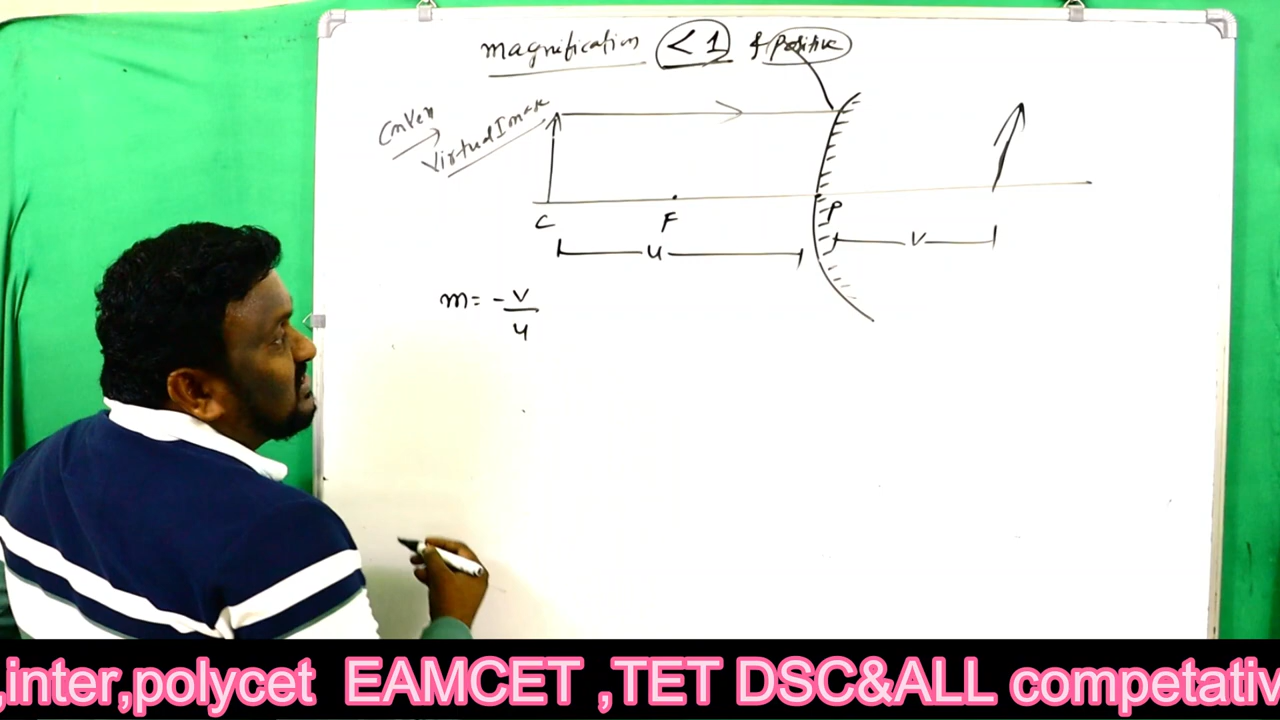 magnification < 1 & Positive
Convex
Virtual Image
C F P
u v
m = - v
u
,inter,polycet EAMCET ,TET DSC&ALL competativ